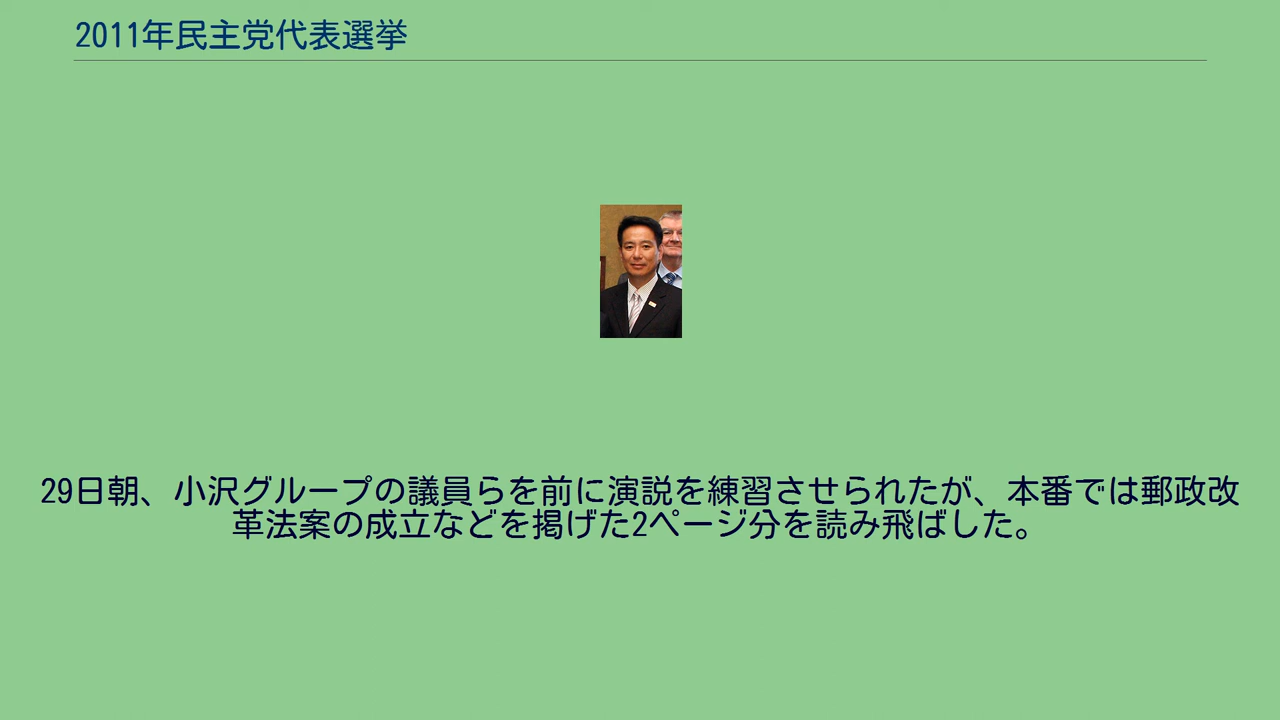 2011年民主党代表選挙
29日朝、小沢グループの議員らを前に演説を練習させられたが、本番では郵政改
革法案の成立などを掲げた2ページ分を読み飛ばした。